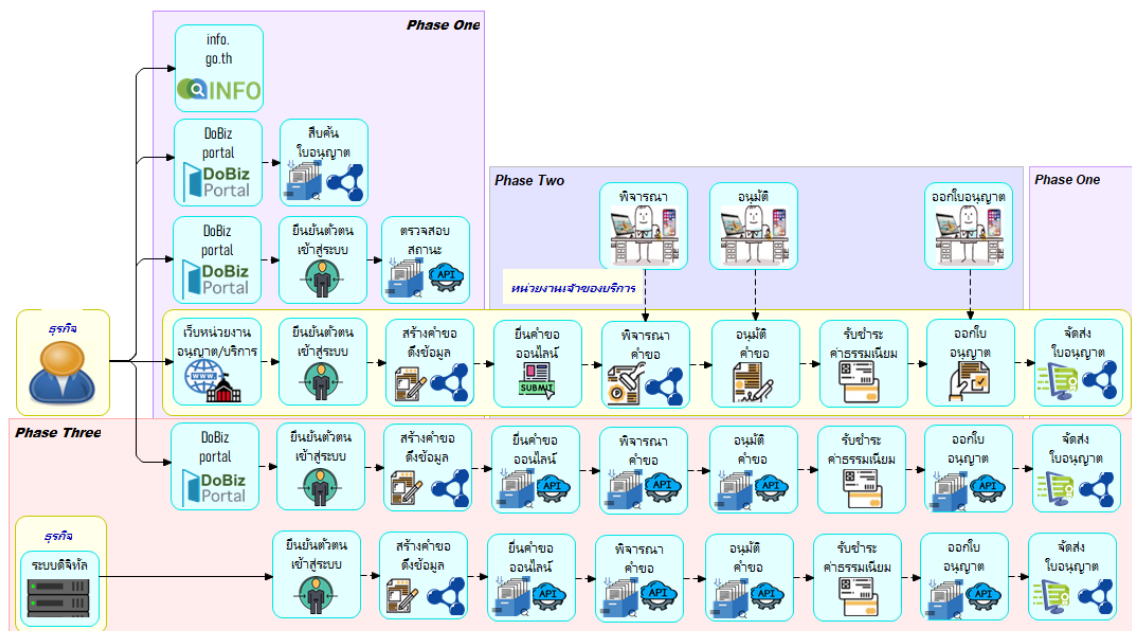 Phase One
info.
go.th
INFO
DoBiz
portal
DoBiz
Portal
สืบค้น
ใบอนุญาต
Phase Two
พิจารณา
อนุมัติ
ออกใบอนุญาต
Phase One
DoBiz
portal
DoBiz
Portal
ยืนยันตัวตน
เข้าสู่ระบบ
ตรวจสอบ
สถานะ
API
หน่วยงานเจ้าของบริการ
ธุรกิจ
เว็บหน่วยงาน
อนุญาต/บริการ
WWW
ยืนยันตัวตน
เข้าสู่ระบบ
สร้างคำขอ
ดึงข้อมูล
ยื่นคำขอ
ออนไลน์
SUBMIT
พิจารณา
คำขอ
อนุมัติ
คำขอ
รับชำระ
ค่าธรรมเนียม
ออกใบ
อนุญาต
จัดส่ง
ใบอนุญาต
Phase Three
DoBiz
portal
DoBiz
Portal
ยืนยันตัวตน
เข้าสู่ระบบ
สร้างคำขอ
ดึงข้อมูล
ยื่นคำขอ
ออนไลน์
API
พิจารณา
คำขอ
API
อนุมัติ
คำขอ
API
รับชำระ
ค่าธรรมเนียม
ออกใบ
อนุญาต
API
จัดส่ง
ใบอนุญาต
ธุรกิจ
ระบบดิจิทัล
ยืนยันตัวตน
เข้าสู่ระบบ
สร้างคำขอ
ดึงข้อมูล
ยื่นคำขอ
ออนไลน์
API
พิจารณา
คำขอ
API
อนุมัติ
คำขอ
API
รับชำระ
ค่าธรรมเนียม
ออกใบ
อนุญาต
API
จัดส่ง
ใบอนุญาต